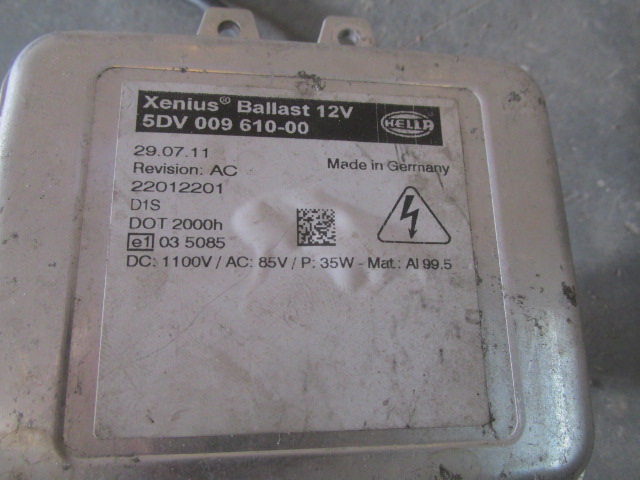 Xenius® Ballast 12V
5DV 009 610-00
HELLA
29.07.11
Made in Germany
Revision: AC
22012201
D1S
DOT 2000h
e1 03 5085
DC: 1100V / AC: 85V / P: 35W - Mat.: Al 99.5